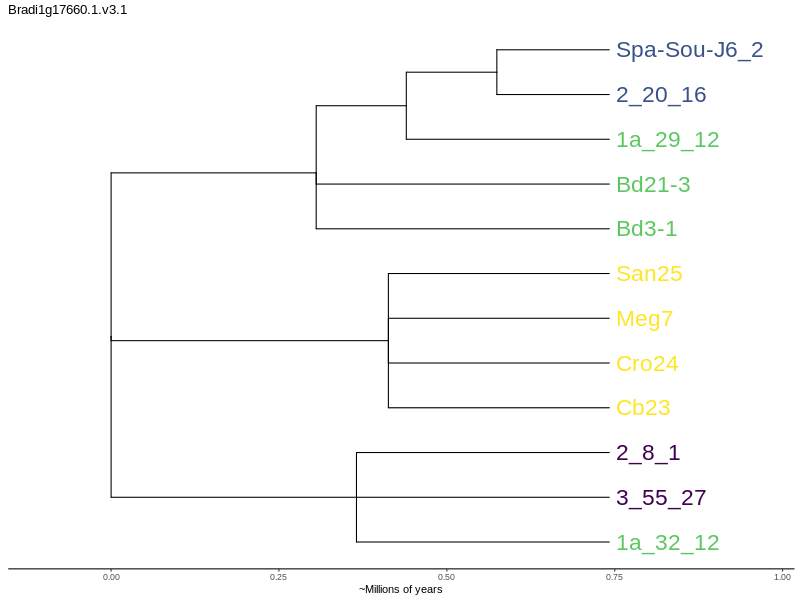 Bradi1g17660.1.v3.1
Spa-Sou-J6_2
2_20_16
1a_29_12
Bd21-3
Bd3-1
San25
Meg7
Cro24
Cb23
2_8_1
3_55_27
1a_32_12
0.00 0.25 0.50 0.75 1.00
~Millions of years